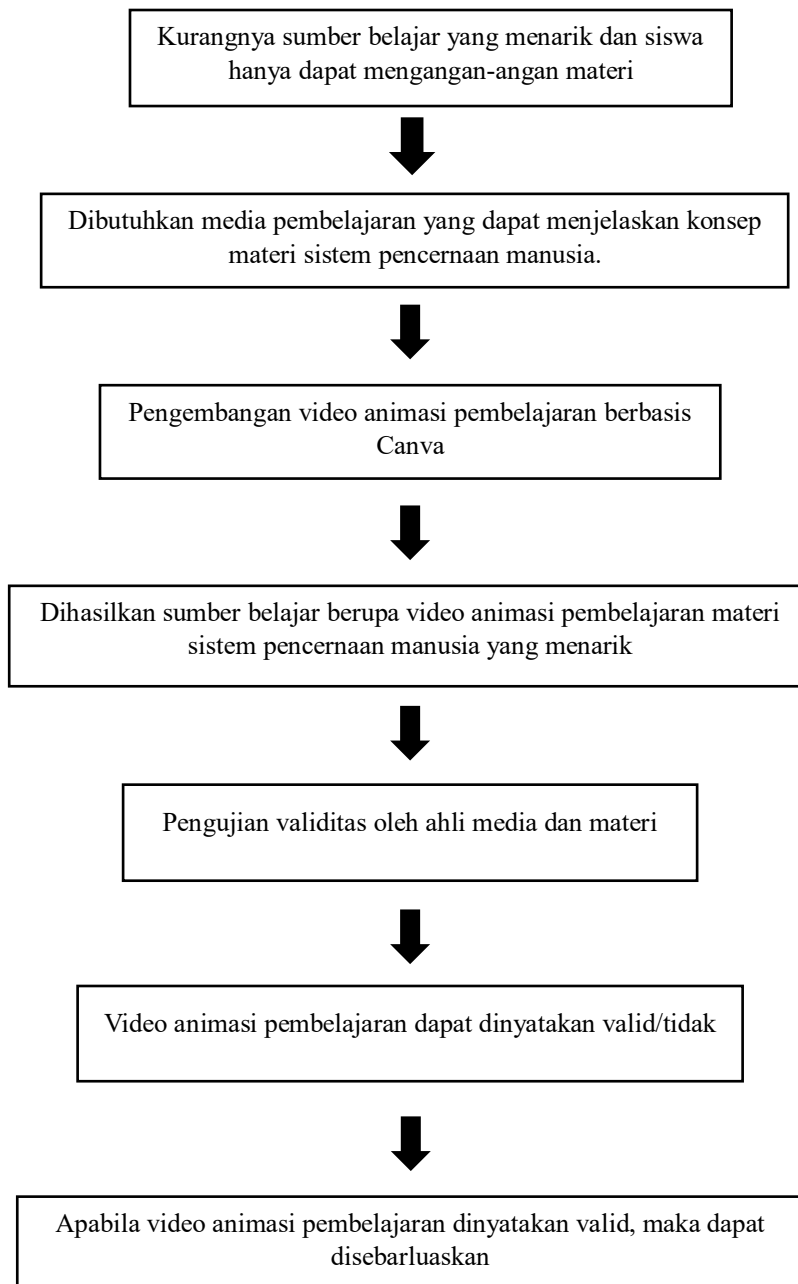 Kurangnya sumber belajar yang menarik dan siswa
hanya dapat mengangan-angan materi
Dibutuhkan media pembelajaran yang dapat menjelaskan konsep
materi sistem pencernaan manusia.
Pengembangan video animasi pembelajaran berbasis
Canva
Dihasilkan sumber belajar berupa video animasi pembelajaran materi
sistem pencernaan manusia yang menarik
Pengujian validitas oleh ahli media dan materi
Video animasi pembelajaran dapat dinyatakan valid/tidak
Apabila video animasi pembelajaran dinyatakan valid, maka dapat
disebarluaskan